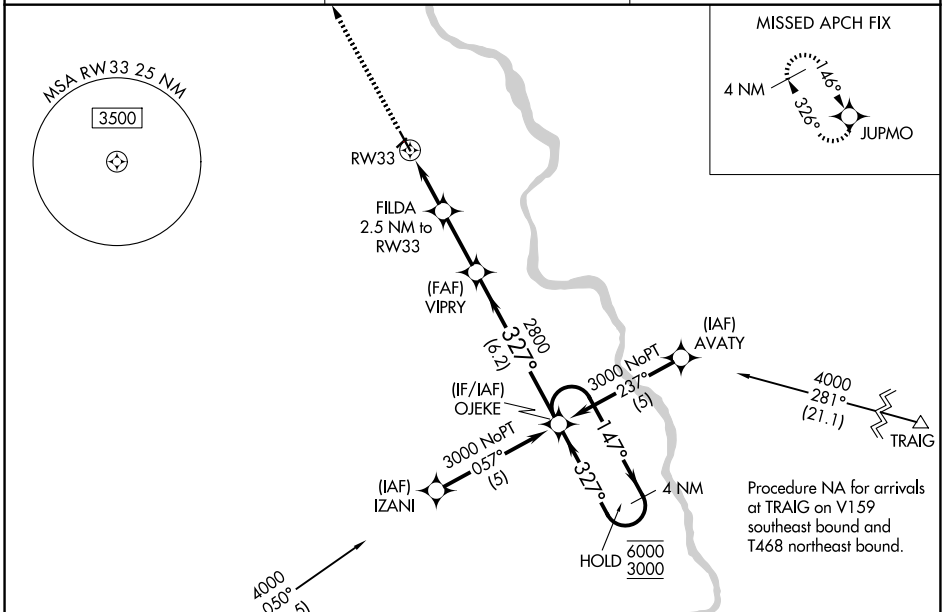 MSA RW33 25 NM
3500
MISSED APCH FIX
4 NM
146°
326°
JUPMO
RW33
FILDA
2.5 NM to
RW33
(FAF)
VIPRY
2800
327°
(6.2)
(IAF)
AVATY
3000 NoPT
237°
(5)
(IF/IAF)
OJEKE
4000
281°
(21.1)
TRAIG
3000 NoPT
057°
(5)
(IAF)
IZANI
147°
327°
4 NM
HOLD
6000
3000
Procedure NA for arrivals
at TRAIG on V159
southeast bound and
T468 northeast bound.
4000
050°